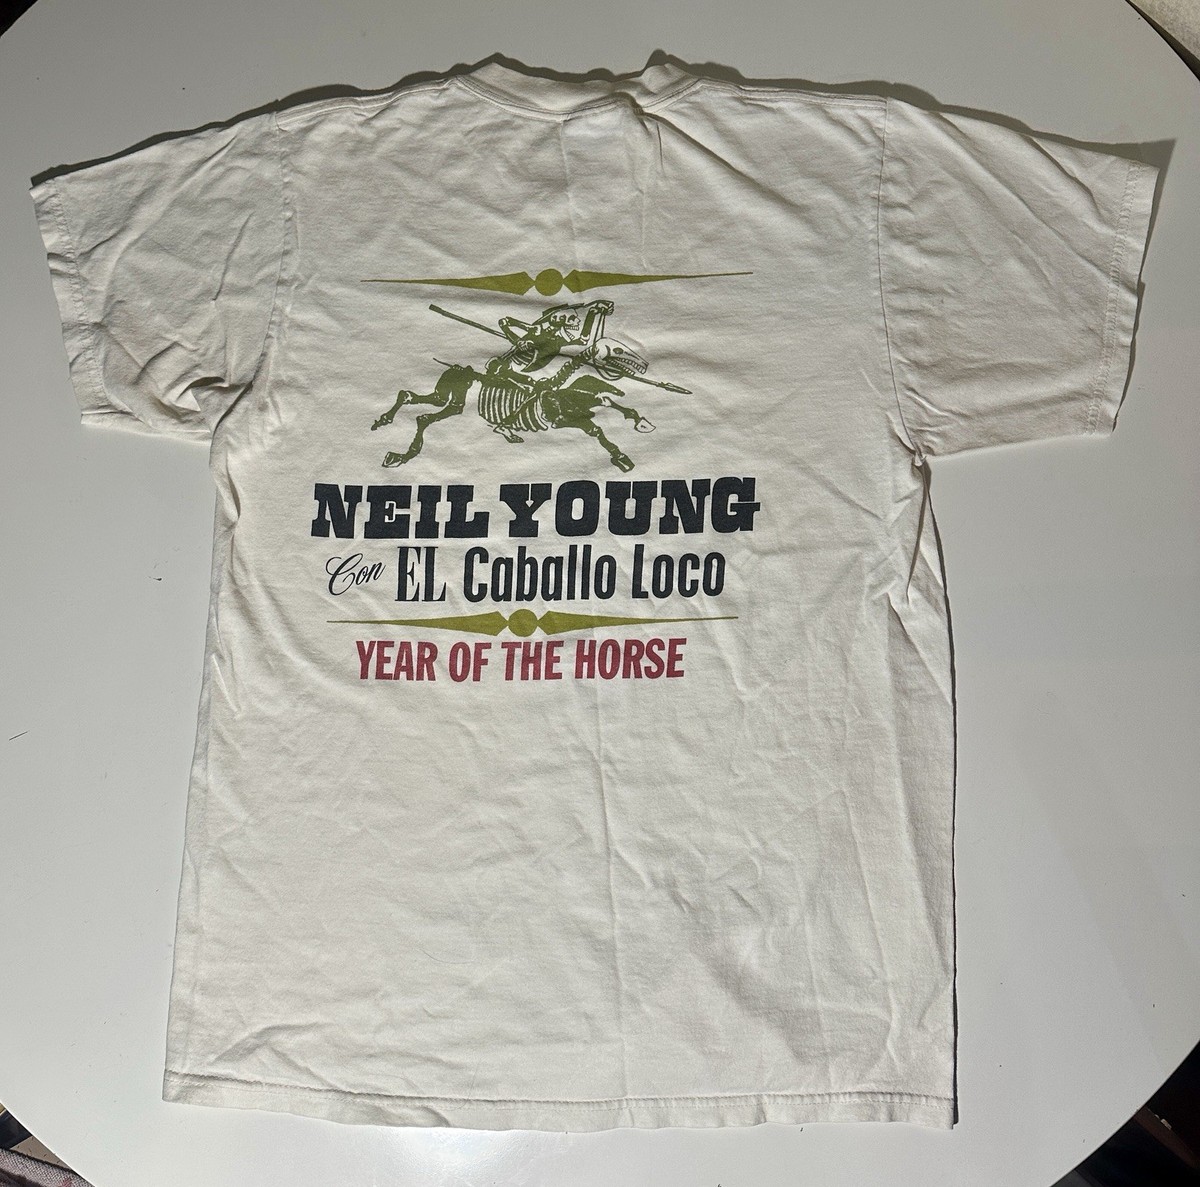 NEIL YOUNG
Con EL Caballo Loco
YEAR OF THE HORSE